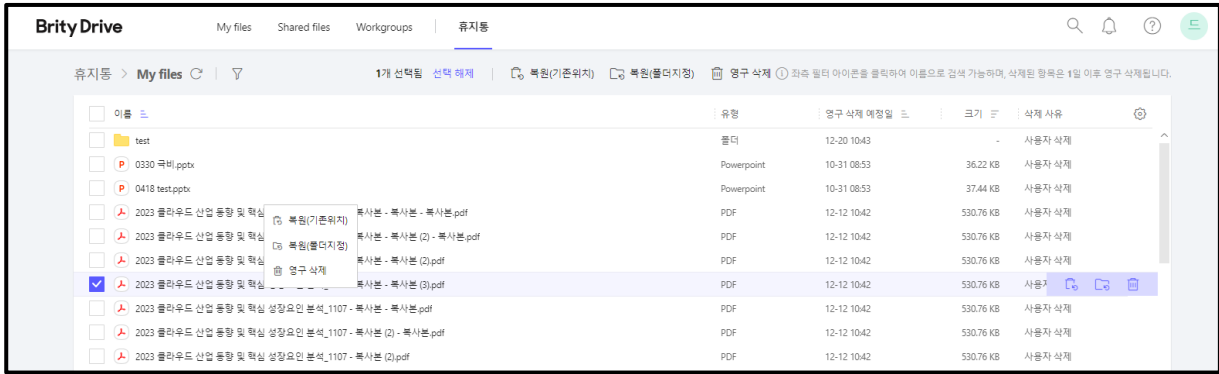 Brity Drive My files Shared files Workgroups 휴지통 드
휴지통 > My files 1개 선택됨 선택 해제 복원(기존위치) 복원(폴더지정) 영구 삭제 좌측 필터 아이콘을 클릭하여 이름으로 검색 가능하며, 삭제된 항목은 1일 이후 영구 삭제됩니다.
이름 유형 영구 삭제 예정일 크기 삭제 사유
test 폴더 12-20 10:43 - 사용자 삭제
0330 극비.pptx Powerpoint 10-31 08:53 36.22 KB 사용자 삭제
0418 test.pptx Powerpoint 10-31 08:53 37.44 KB 사용자 삭제
2023 클라우드 산업 동향 및 핵심 복사본 - 복사본 - 복사본.pdf PDF 12-12 10:42 530.76 KB 사용자 삭제
복원(기존위치)
2023 클라우드 산업 동향 및 핵심 복사본 - 복사본 (2) - 복사본.pdf PDF 12-12 10:42 530.76 KB 사용자 삭제
복원(폴더지정)
2023 클라우드 산업 동향 및 핵심 복사본 - 복사본 (2).pdf PDF 12-12 10:42 530.76 KB 사용자 삭제
영구 삭제
2023 클라우드 산업 동향 및 핵심 복사본 - 복사본 (3).pdf PDF 12-12 10:42 530.76 KB
2023 클라우드 산업 동향 및 핵심 성장요인 분석_1107 - 복사본 - 복사본.pdf PDF 12-12 10:42 530.76 KB 사용자 삭제
2023 클라우드 산업 동향 및 핵심 성장요인 분석_1107 - 복사본 (2) - 복사본.pdf PDF 12-12 10:42 530.76 KB 사용자 삭제
2023 클라우드 산업 동향 및 핵심 성장요인 분석_1107 - 복사본 (2).pdf PDF 12-12 10:42 530.76 KB 사용자 삭제